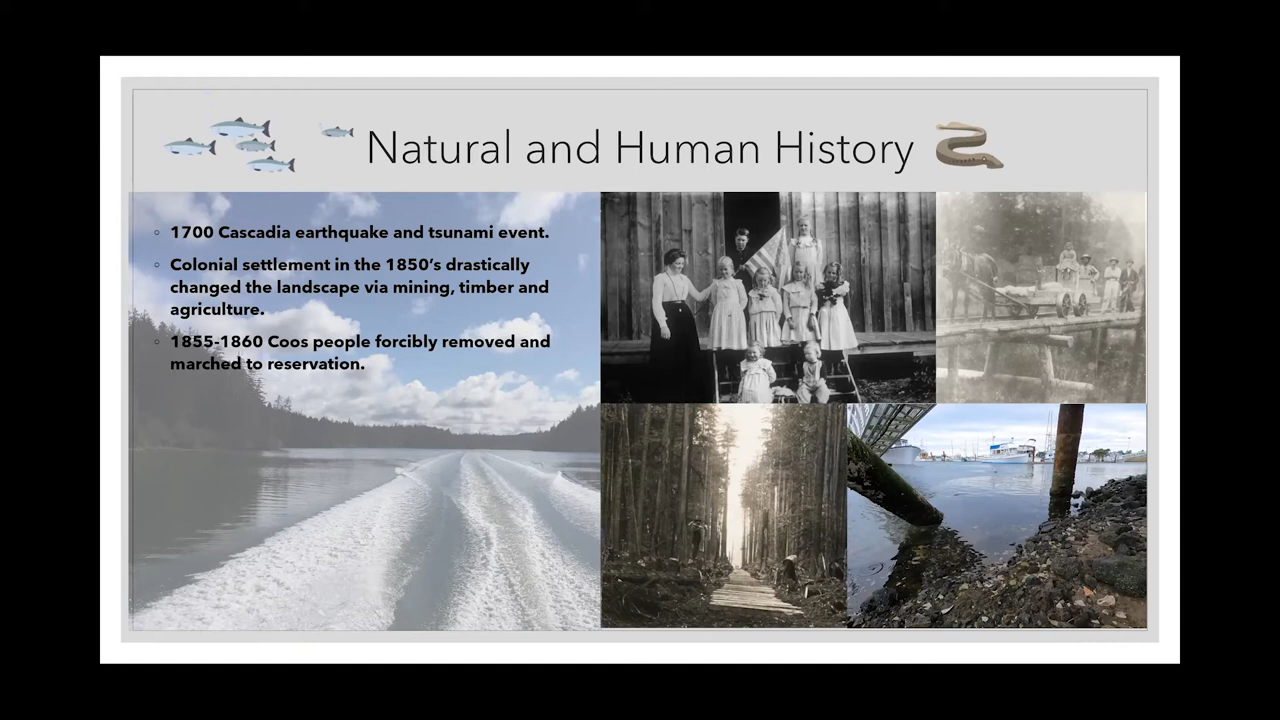 Natural and Human History
◦ 1700 Cascadia earthquake and tsunami event.
◦ Colonial settlement in the 1850’s drastically
changed the landscape via mining, timber and
agriculture.
◦ 1855-1860 Coos people forcibly removed and
marched to reservation.